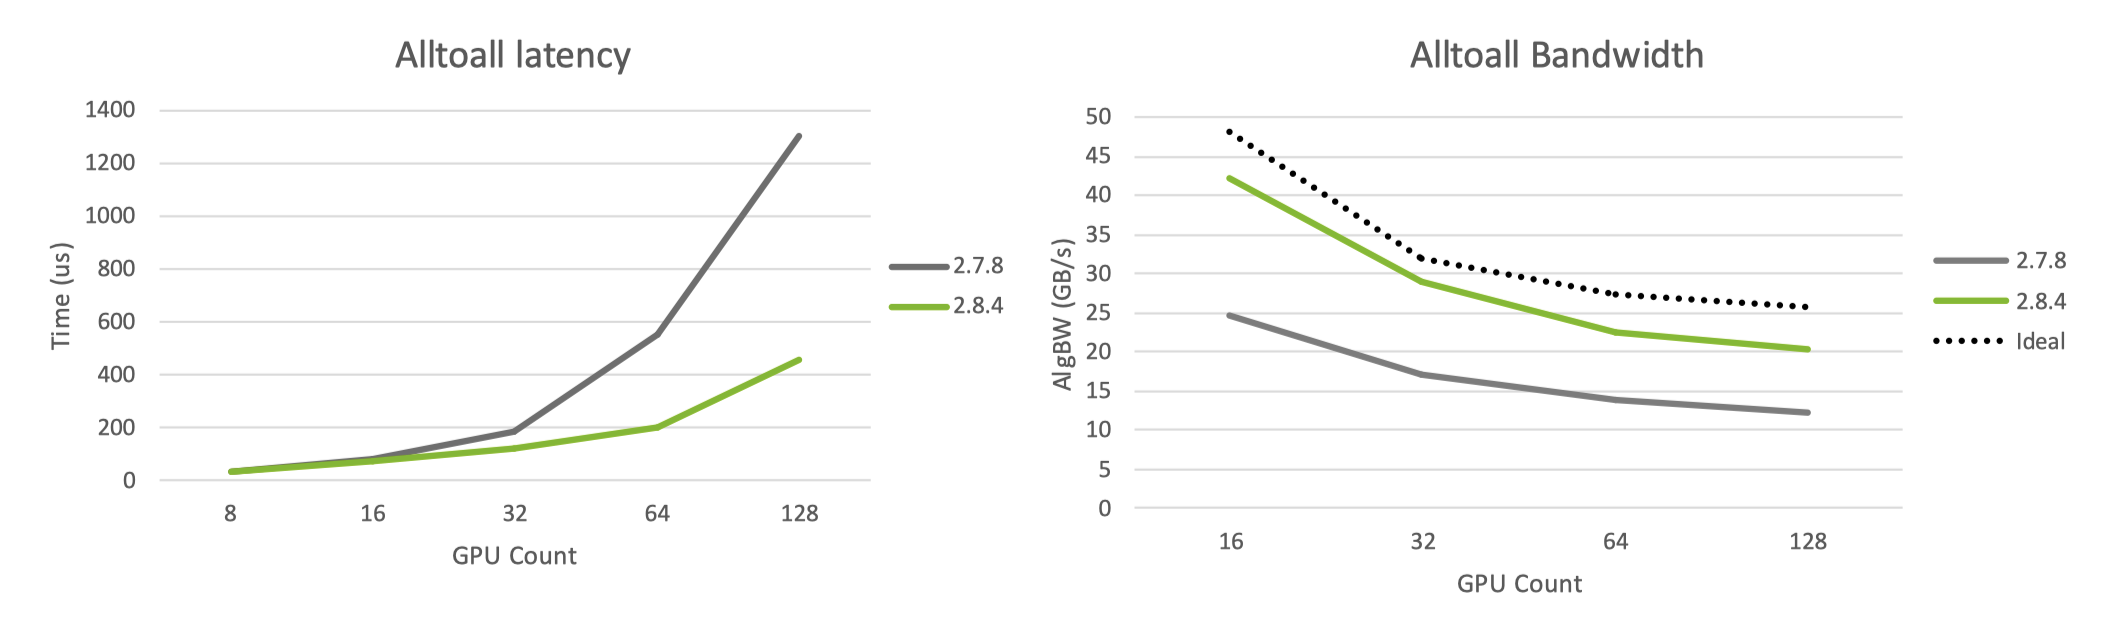 Alltoall latency
1400
1200
1000
800
600
400
200
0
Time (us)
8 16 32 64 128
GPU Count
2.7.8
2.8.4
Alltoall Bandwidth
50
45
40
35
30
25
20
15
10
5
0
AlgBW (GB/s)
16 32 64 128
GPU Count
2.7.8
2.8.4
Ideal